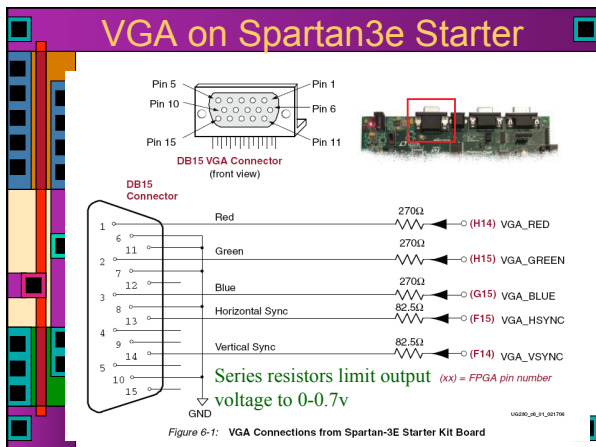 VGA on Spartan3e Starter
Pin 5
Pin 1
Pin 10
Pin 6
Pin 15
Pin 11
DB15 VGA Connector
(front view)
DB15
Connector
1
Red
270Ω
(H14) VGA_RED
6
11
2
Green
270Ω
(H15) VGA_GREEN
7
12
3
Blue
270Ω
(G15) VGA_BLUE
8
13
Horizontal Sync
82.5Ω
(F15) VGA_HSYNC
4
9
14
Vertical Sync
82.5Ω
(F14) VGA_VSYNC
5
10
15
GND
Series resistors limit output
voltage to 0-0.7v
(xx) = FPGA pin number
UG230_c6_01_021706
Figure 6-1: VGA Connections from Spartan-3E Starter Kit Board